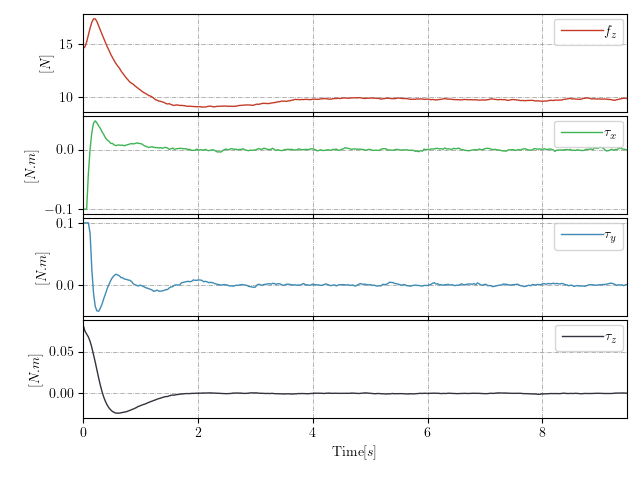 [N]
15
10
f_z
[N.m]
0.0
−0.1
τ_x
[N.m]
0.1
0.0
τ_y
[N.m]
0.05
0.00
τ_z
0 2 4 6 8
Time[s]